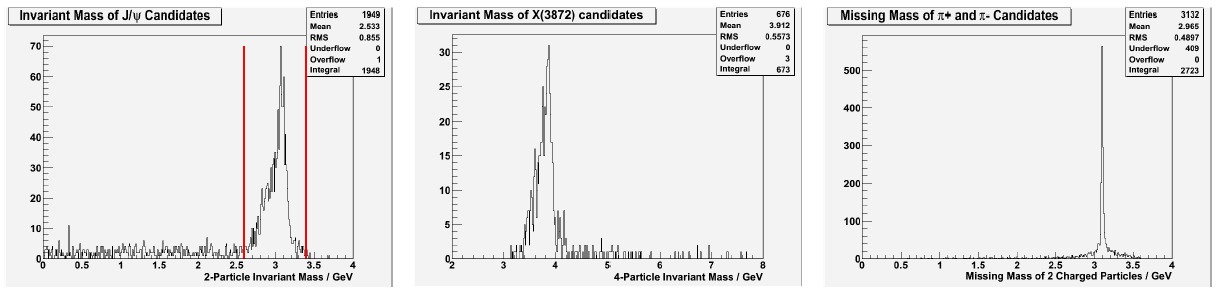 Invariant Mass of J/ψ Candidates
Entries 1949
Mean 2.533
RMS 0.855
Underflow 0
Overflow 1
Integral 1948
70
60
50
40
30
20
10
0
0 0.5 1 1.5 2 2.5 3 3.5 4
2-Particle Invariant Mass / GeV
Invariant Mass of X(3872) candidates
Entries 676
Mean 3.912
RMS 0.5573
Underflow 0
Overflow 3
Integral 673
30
25
20
15
10
5
0
2 3 4 5 6 7 8
4-Particle Invariant Mass / GeV
Missing Mass of π+ and π- Candidates
Entries 3132
Mean 2.965
RMS 0.4897
Underflow 409
Overflow 0
Integral 2723
500
400
300
200
100
0
0 0.5 1 1.5 2 2.5 3 3.5 4
Missing Mass of 2 Charged Particles / GeV